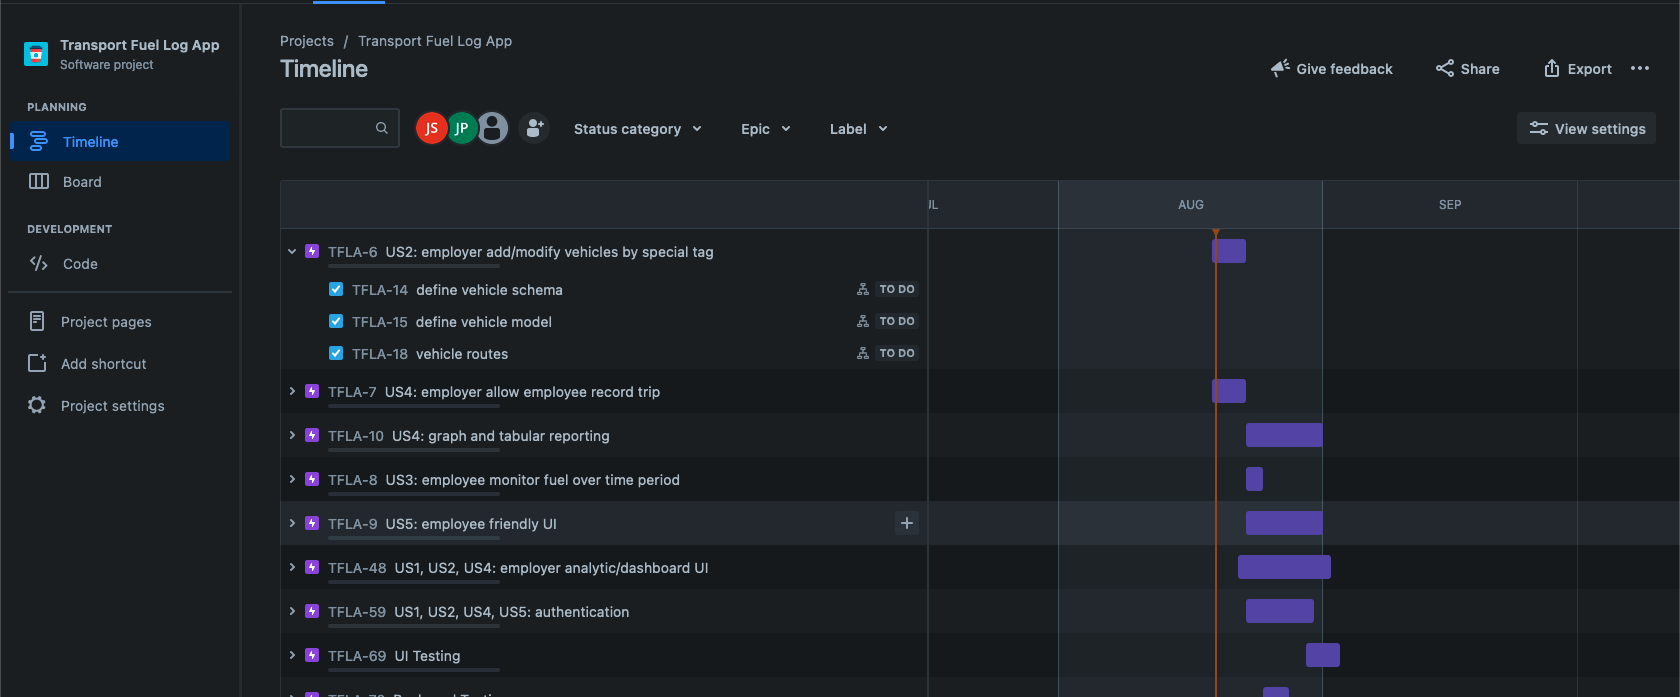 Transport Fuel Log App
Software project
PLANNING
Timeline
Board
DEVELOPMENT
Code
Project pages
Add shortcut
Project settings
Projects / Transport Fuel Log App
Timeline
Give feedback
Share
Export
JS
JP
Status category
Epic
Label
View settings
AUG
SEP
TFLA-6 US2: employer add/modify vehicles by special tag
TFLA-14 define vehicle schema TO DO
TFLA-15 define vehicle model TO DO
TFLA-18 vehicle routes TO DO
TFLA-7 US4: employer allow employee record trip
TFLA-10 US4: graph and tabular reporting
TFLA-8 US3: employee monitor fuel over time period
TFLA-9 US5: employee friendly UI
TFLA-48 US1, US2, US4: employer analytic/dashboard UI
TFLA-59 US1, US2, US4, US5: authentication
TFLA-69 UI Testing